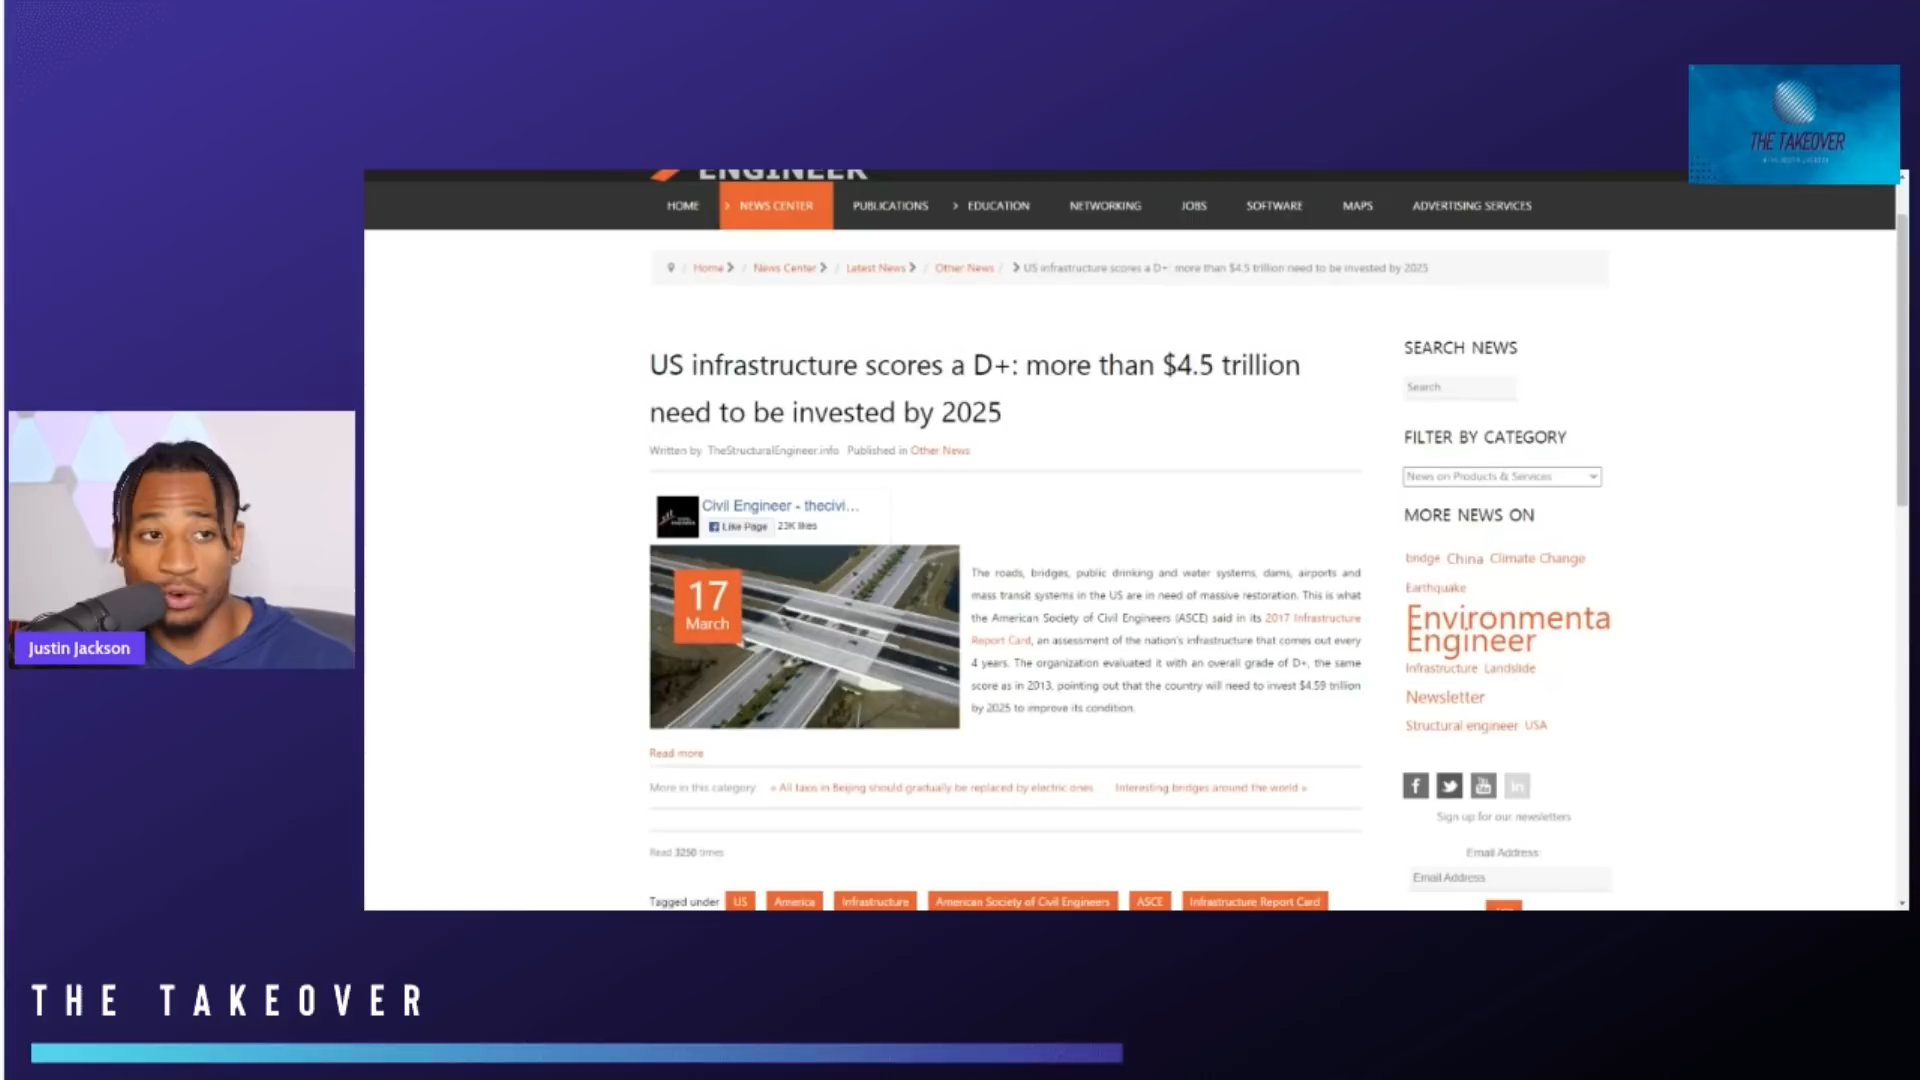 THE TAKEOVER
ENGINEER
HOME
NEWS CENTER
PUBLICATIONS
EDUCATION
NETWORKING
JOBS
SOFTWARE
MAPS
ADVERTISING SERVICES
Home / News Center / Latest News / Other News / US infrastructure scores a D+: more than $4.5 trillion need to be invested by 2025
US infrastructure scores a D+: more than $4.5 trillion
need to be invested by 2025
Written by TheStructuralEngineer.info Published in Other News
Civil Engineer - thecivi...
Like Page 23K likes
17
March
The roads, bridges, public drinking and water systems, dams, airports and
mass transit systems in the US are in need of massive restoration. This is what
the American Society of Civil Engineers (ASCE) said in its 2017 Infrastructure
Report Card, an assessment of the nation's infrastructure that comes out every
4 years. The organization evaluated it with an overall grade of D+, the same
score as in 2013, pointing out that the country will need to invest $4.59 trillion
by 2025 to improve its condition.
Read more
More in this category « All taxis in Beijing should gradually be replaced by electric ones Interesting bridges around the world »
Read 3250 times
Tagged under US America Infrastructure American Society of Civil Engineers ASCE Infrastructure Report Card
SEARCH NEWS
Search
FILTER BY CATEGORY
News on Products & Services
MORE NEWS ON
bridge China Climate Change
Earthquake
Environmenta
Engineer
Infrastructure Landslide
Newsletter
Structural engineer USA
Sign up for our newsletters
Email Address:
Email Address
Justin Jackson
THE TAKEOVER